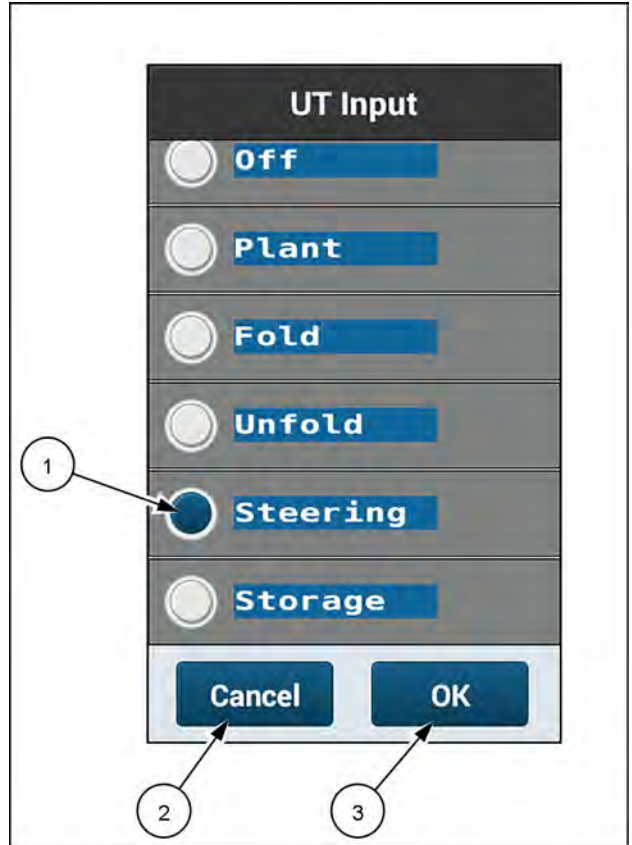 UT Input
Off
Plant
Fold
Unfold
1
Steering
Storage
Cancel
OK
2
3